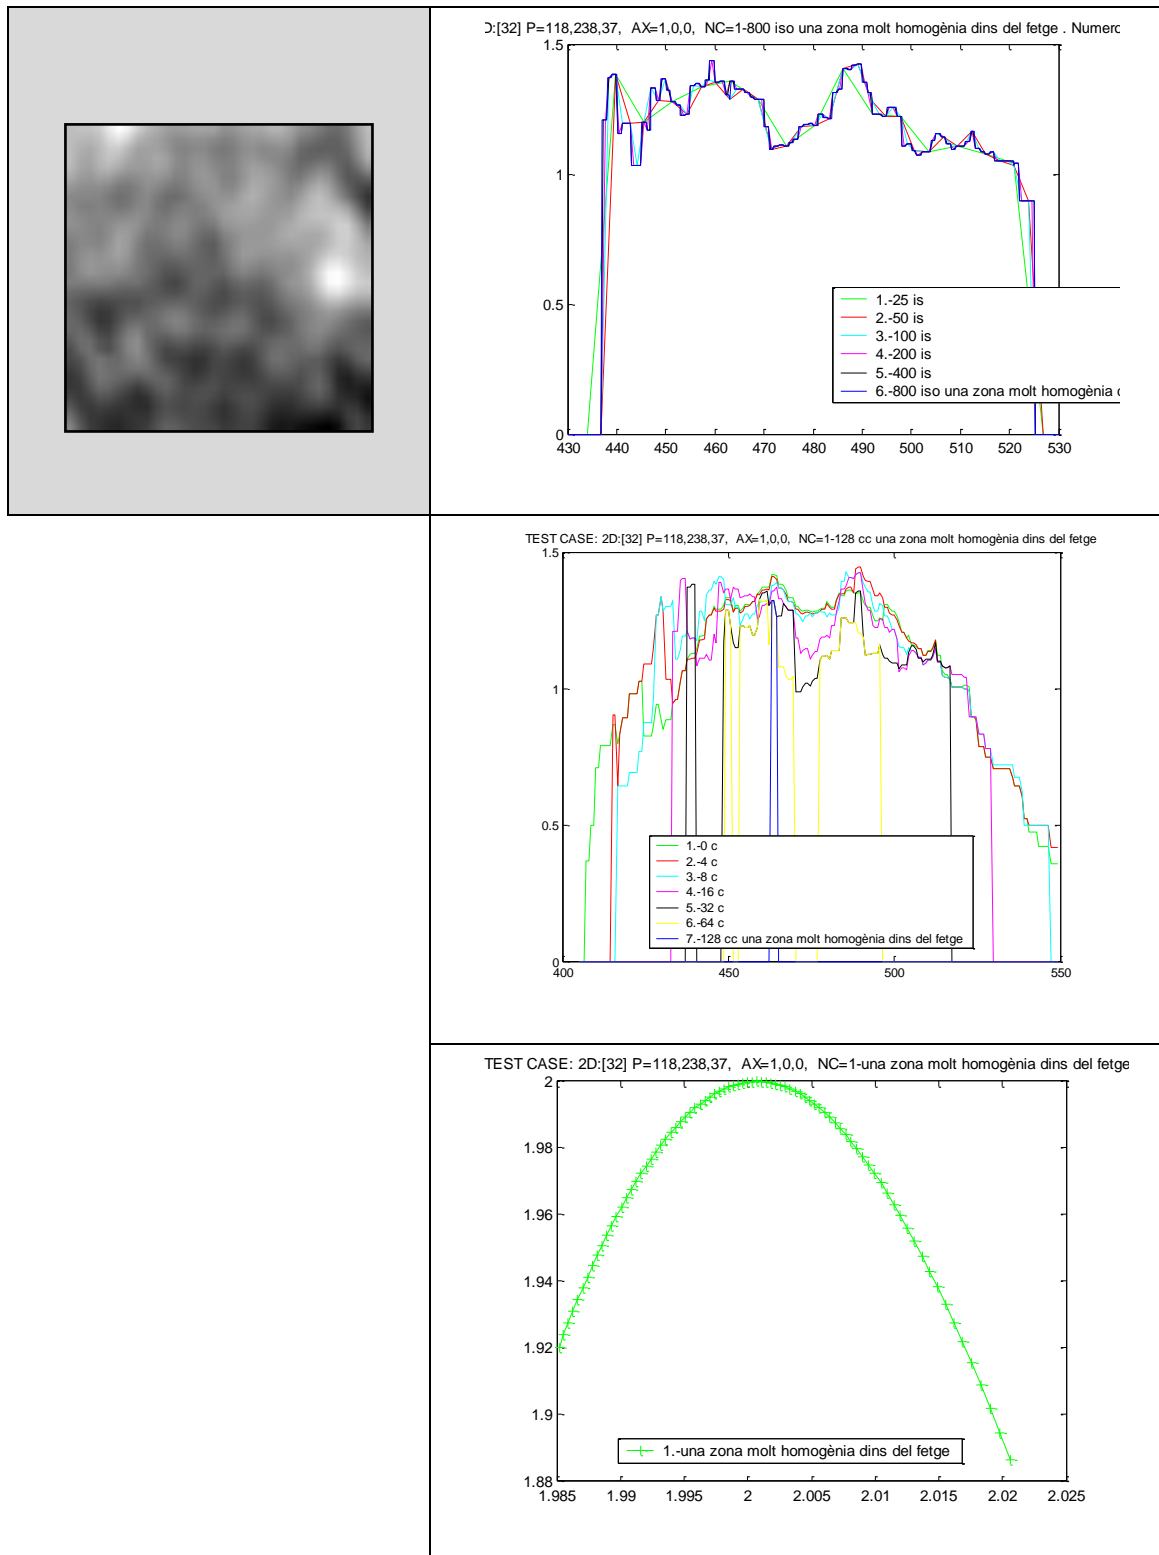 D:[32] P=118,238,37, AX=1,0,0, NC=1-800 iso una zona molt homogènia dins del fetge . Numero
1.5
1
0.5
0
430 440 450 460 470 480 490 500 510 520 530
1.-25 is
2.-50 is
3.-100 is
4.-200 is
5.-400 is
6.-800 iso una zona molt homogènia d
TEST CASE: 2D:[32] P=118,238,37, AX=1,0,0, NC=1-128 cc una zona molt homogènia dins del fetge
1.5
1
0.5
0
400 450 500 550
1.-0 c
2.-4 c
3.-8 c
4.-16 c
5.-32 c
6.-64 c
7.-128 cc una zona molt homogènia dins del fetge
TEST CASE: 2D:[32] P=118,238,37, AX=1,0,0, NC=1-una zona molt homogènia dins del fetge
2
1.98
1.96
1.94
1.92
1.9
1.88
1.985 1.99 1.995 2 2.005 2.01 2.015 2.02 2.025
1.-una zona molt homogènia dins del fetge